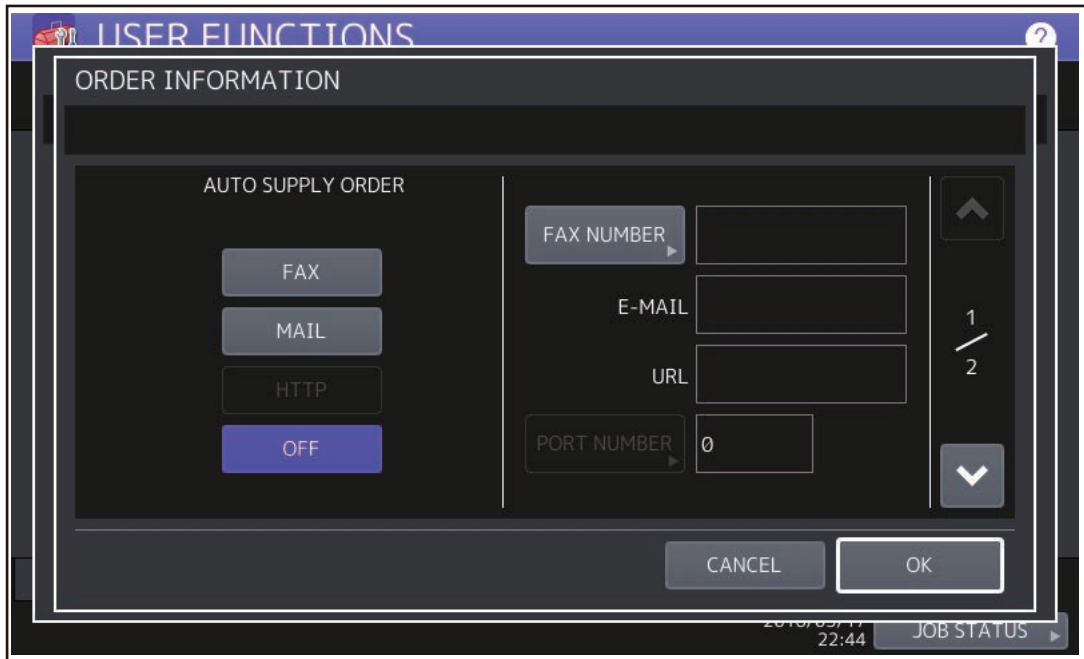 USER FUNCTIONS
?
ORDER INFORMATION
AUTO SUPPLY ORDER
FAX
MAIL
HTTP
OFF
FAX NUMBER
E-MAIL
URL
PORT NUMBER
0
1
2
CANCEL
OK
22:44
JOB STATUS